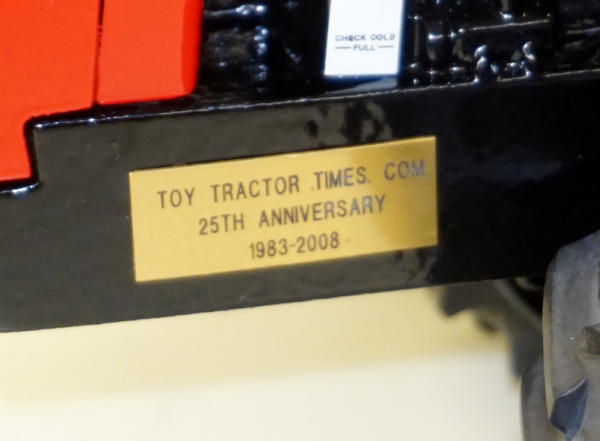 CHECK COLD
FULL
TOY TRACTOR TIMES. COM
25TH ANNIVERSARY
1983-2008